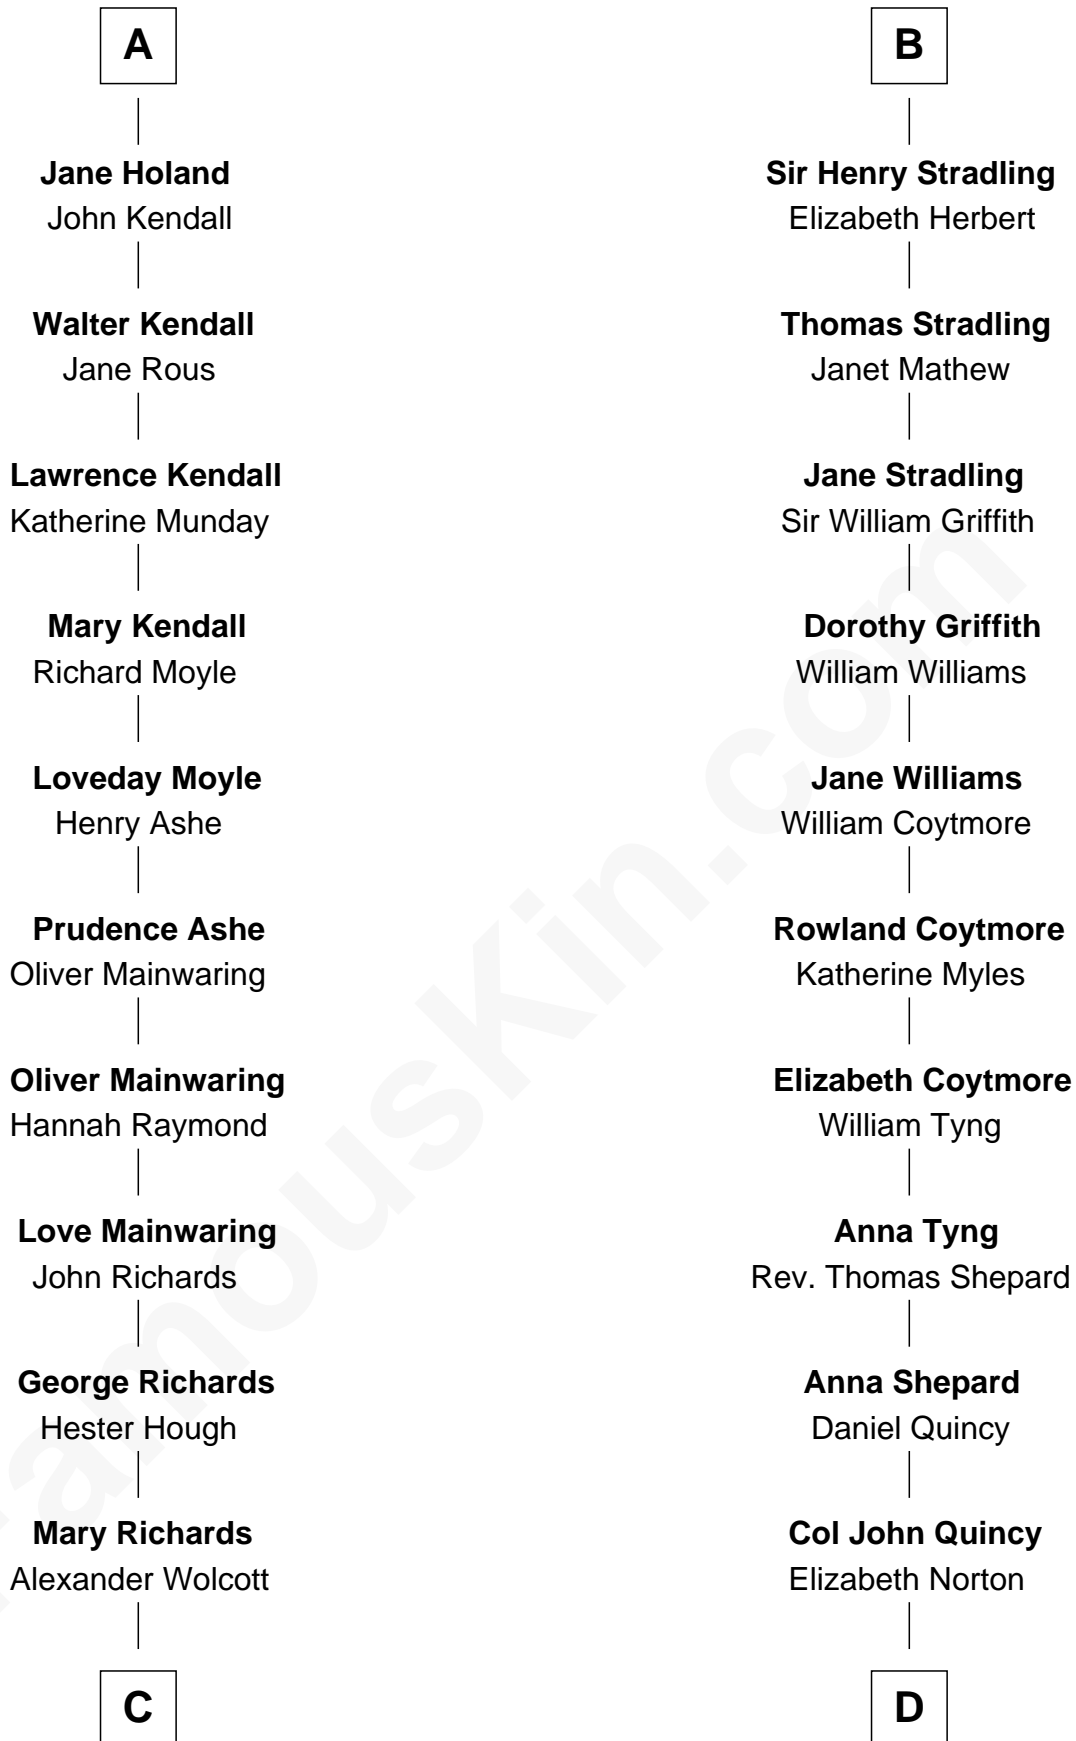 A
Jane Holand
John Kendall
Walter Kendall
Jane Rous
Lawrence Kendall
Katherine Munday
Mary Kendall
Richard Moyle
Loveday Moyle
Henry Ashe
Prudence Ashe
Oliver Mainwaring
Oliver Mainwaring
Hannah Raymond
Love Mainwaring
John Richards
George Richards
Hester Hough
Mary Richards
Alexander Wolcott
C
B
Sir Henry Stradling
Elizabeth Herbert
Thomas Stradling
Janet Mathew
Jane Stradling
Sir William Griffith
Dorothy Griffith
William Williams
Jane Williams
William Coytmore
Rowland Coytmore
Katherine Myles
Elizabeth Coytmore
William Tyng
Anna Tyng
Rev. Thomas Shepard
Anna Shepard
Daniel Quincy
Col John Quincy
Elizabeth Norton
D
FamousKin.com